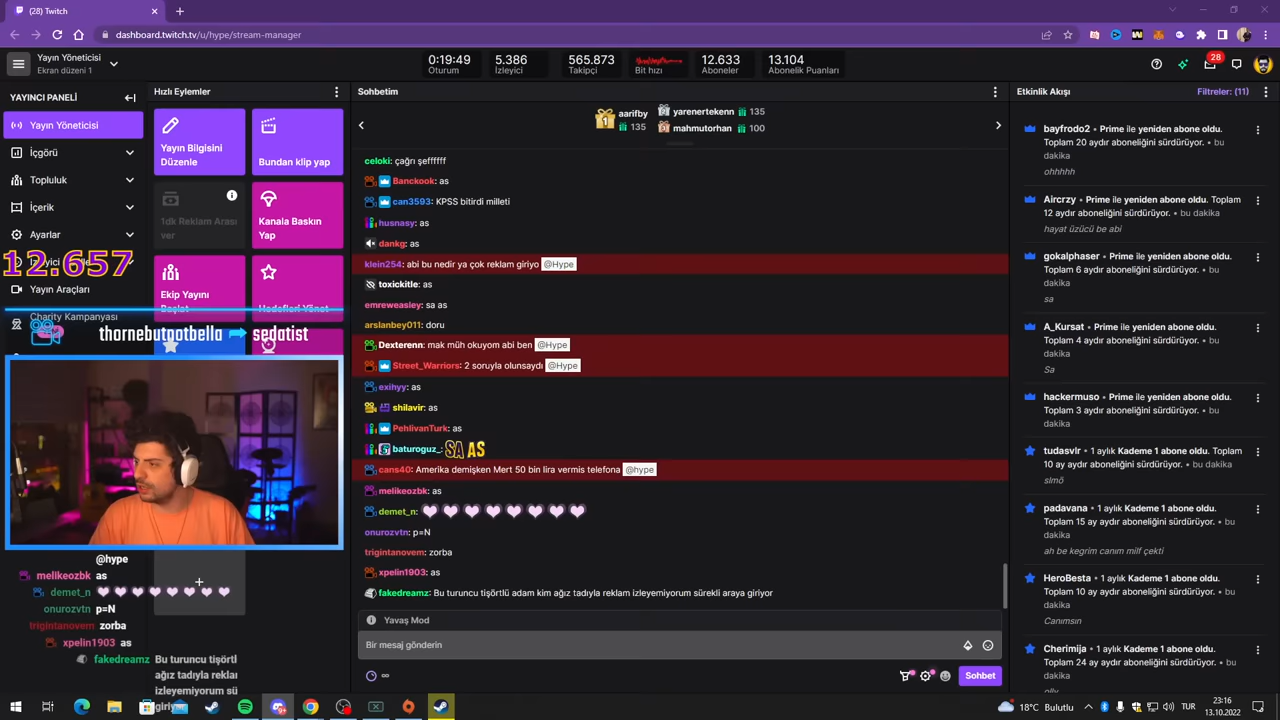 (28) Twitch
dashboard.twitch.tv/u/hype/stream-manager
Yayın Yöneticisi
Ekran düzeni 1
0:19:49
Oturum
5.386
İzleyici
565.873
Takipçi
Bit hızı
12.633
Aboneler
13.104
Abonelik Puanları
28
YAYINCI PANELİ
Yayın Yöneticisi
İçgörü
Topluluk
İçerik
Ayarlar
12.657
Yayın Araçları
Charity Kampanyası
thornebutnotbella
sedatist
Hızlı Eylemler
Yayın Bilgisini
Düzenle
Bundan klip yap
1dk Reklam Arası
ver
Kanala Baskın
Yap
Ekip Yayını
Başlat
Hedefleri Yönet
@hype
melikeozbk as
demet_n
onurozvtn p=N
trigintanovem zorba
xpelin1903 as
fakedreamz Bu turuncu tişörtl
ağız tadıyla rekla
izleyemiyorum sü
giriy
Sohbetim
1
aarifby
135
2 yarenertekenn 135
3 mahmutorhan 100
celoki: çağrı şefffff
Banckook: as
can3593: KPSS bitirdi milleti
husnasy: as
dankg: as
klein254: abi bu nedir ya çok reklam giriyo @Hype
toxickitle: as
emreweasley: sa as
arslanbey011: doru
Dexterenn: mak müh okuyom abi ben @Hype
Street_Warriors: 2 soruyla olunsaydı @Hype
exihyy: as
shilavir: as
PehlivanTurk: as
baturoguz_: SA AS
cans40: Amerika demişken Mert 50 bin lira vermis telefona @hype
melikeozbk: as
demet_n:
onurozvtn: p=N
trigintanovem: zorba
xpelin1903: as
fakedreamz: Bu turuncu tişörtlü adam kim ağız tadıyla reklam izleyemiyorum sürekli araya giriyor
Yavaş Mod
Bir mesaj gönderin
∞
Sohbet
Etkinlik Akışı
Filtreler: (11)
bayfrodo2 • Prime ile yeniden abone oldu.
Toplam 20 aydır aboneliğini sürdürüyor. • bu
dakika
ohhhhh
Aircrzy • Prime ile yeniden abone oldu. Toplam
12 aydır aboneliğini sürdürüyor. • bu dakika
hayat üzücü be abi
gokalphaser • Prime ile yeniden abone oldu.
Toplam 6 aydır aboneliğini sürdürüyor. • bu
dakika
sa
A_Kursat • Prime ile yeniden abone oldu.
Toplam 4 aydır aboneliğini sürdürüyor. • bu
dakika
Sa
hackermuso • Prime ile yeniden abone oldu.
Toplam 3 aydır aboneliğini sürdürüyor. • bu
dakika
tudasvlr • 1 aylık Kademe 1 abone oldu. Toplam
10 ay aydır aboneliğini sürdürüyor. • bu dakika
slmö
padavana • 1 aylık Kademe 1 abone oldu.
Toplam 15 ay aydır aboneliğini sürdürüyor. • bu
dakika
ah be kegrim canım milf çekti
HeroBesta • 1 aylık Kademe 1 abone oldu.
Toplam 10 ay aydır aboneliğini sürdürüyor. • bu
dakika
Canımsın
Cherimija • 1 aylık Kademe 1 abone oldu.
Toplam 24 ay aydır aboneliğini sürdürüyor. • bu
dakika
18°C Bulutlu
TUR
23:16
13.10.2022